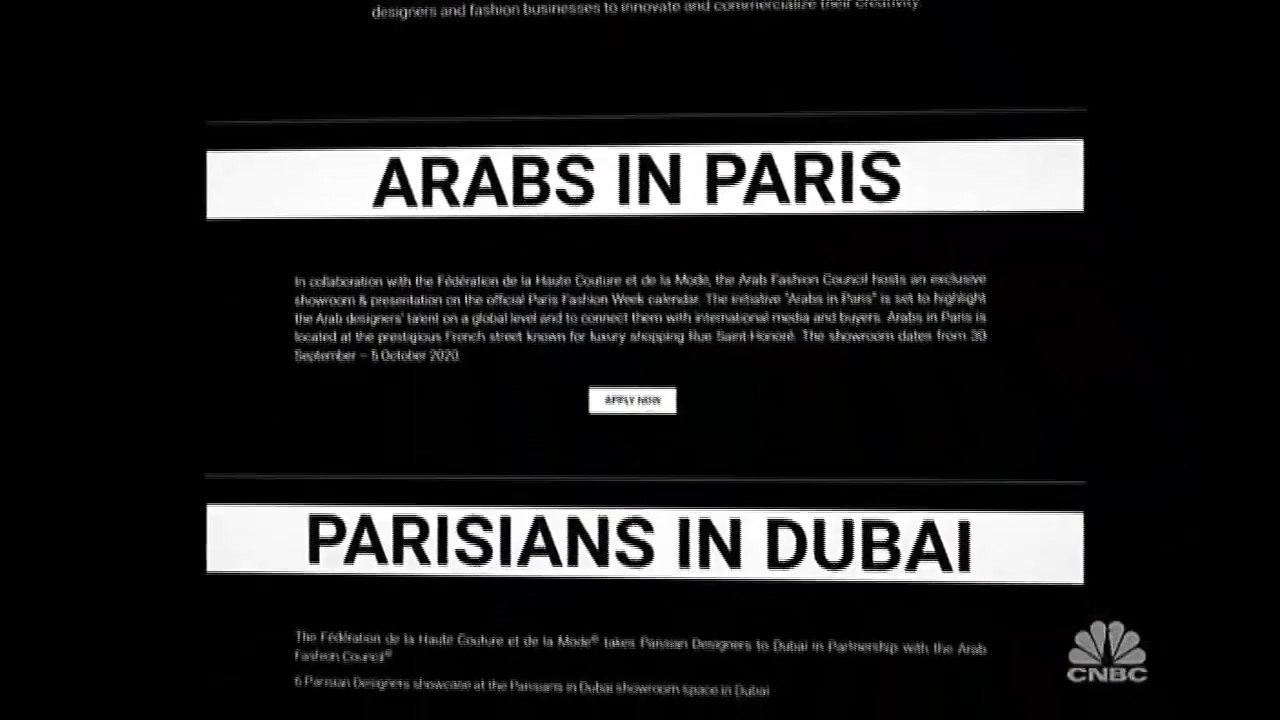 designers and fashion businesses to innovate and commercialize their creativity.
ARABS IN PARIS
In collaboration with the Fédération de la Haute Couture et de la Mode, the Arab Fashion Council hosts an exclusive
showroom & presentation on the official Paris Fashion Week calendar. The initiative "Arabs in Paris" is set to highlight
the Arab designers' talent on a global level and to connect them with international media and buyers. Arabs in Paris is
located at the prestigious French street known for luxury shopping Rue Saint Honoré. The showroom dates from 30
September – 5 October 2020.
APPLY NOW
PARISIANS IN DUBAI
The Fédération de la Haute Couture et de la Mode® takes Parisian Designers to Dubai in Partnership with the Arab
Fashion Council®
6 Parisian Designers showcase at the Parisians in Dubai showroom space in Dubai
CNBC